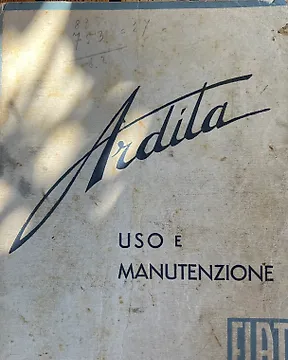 Ardita
USO E
MANUTENZIONE
FIAT